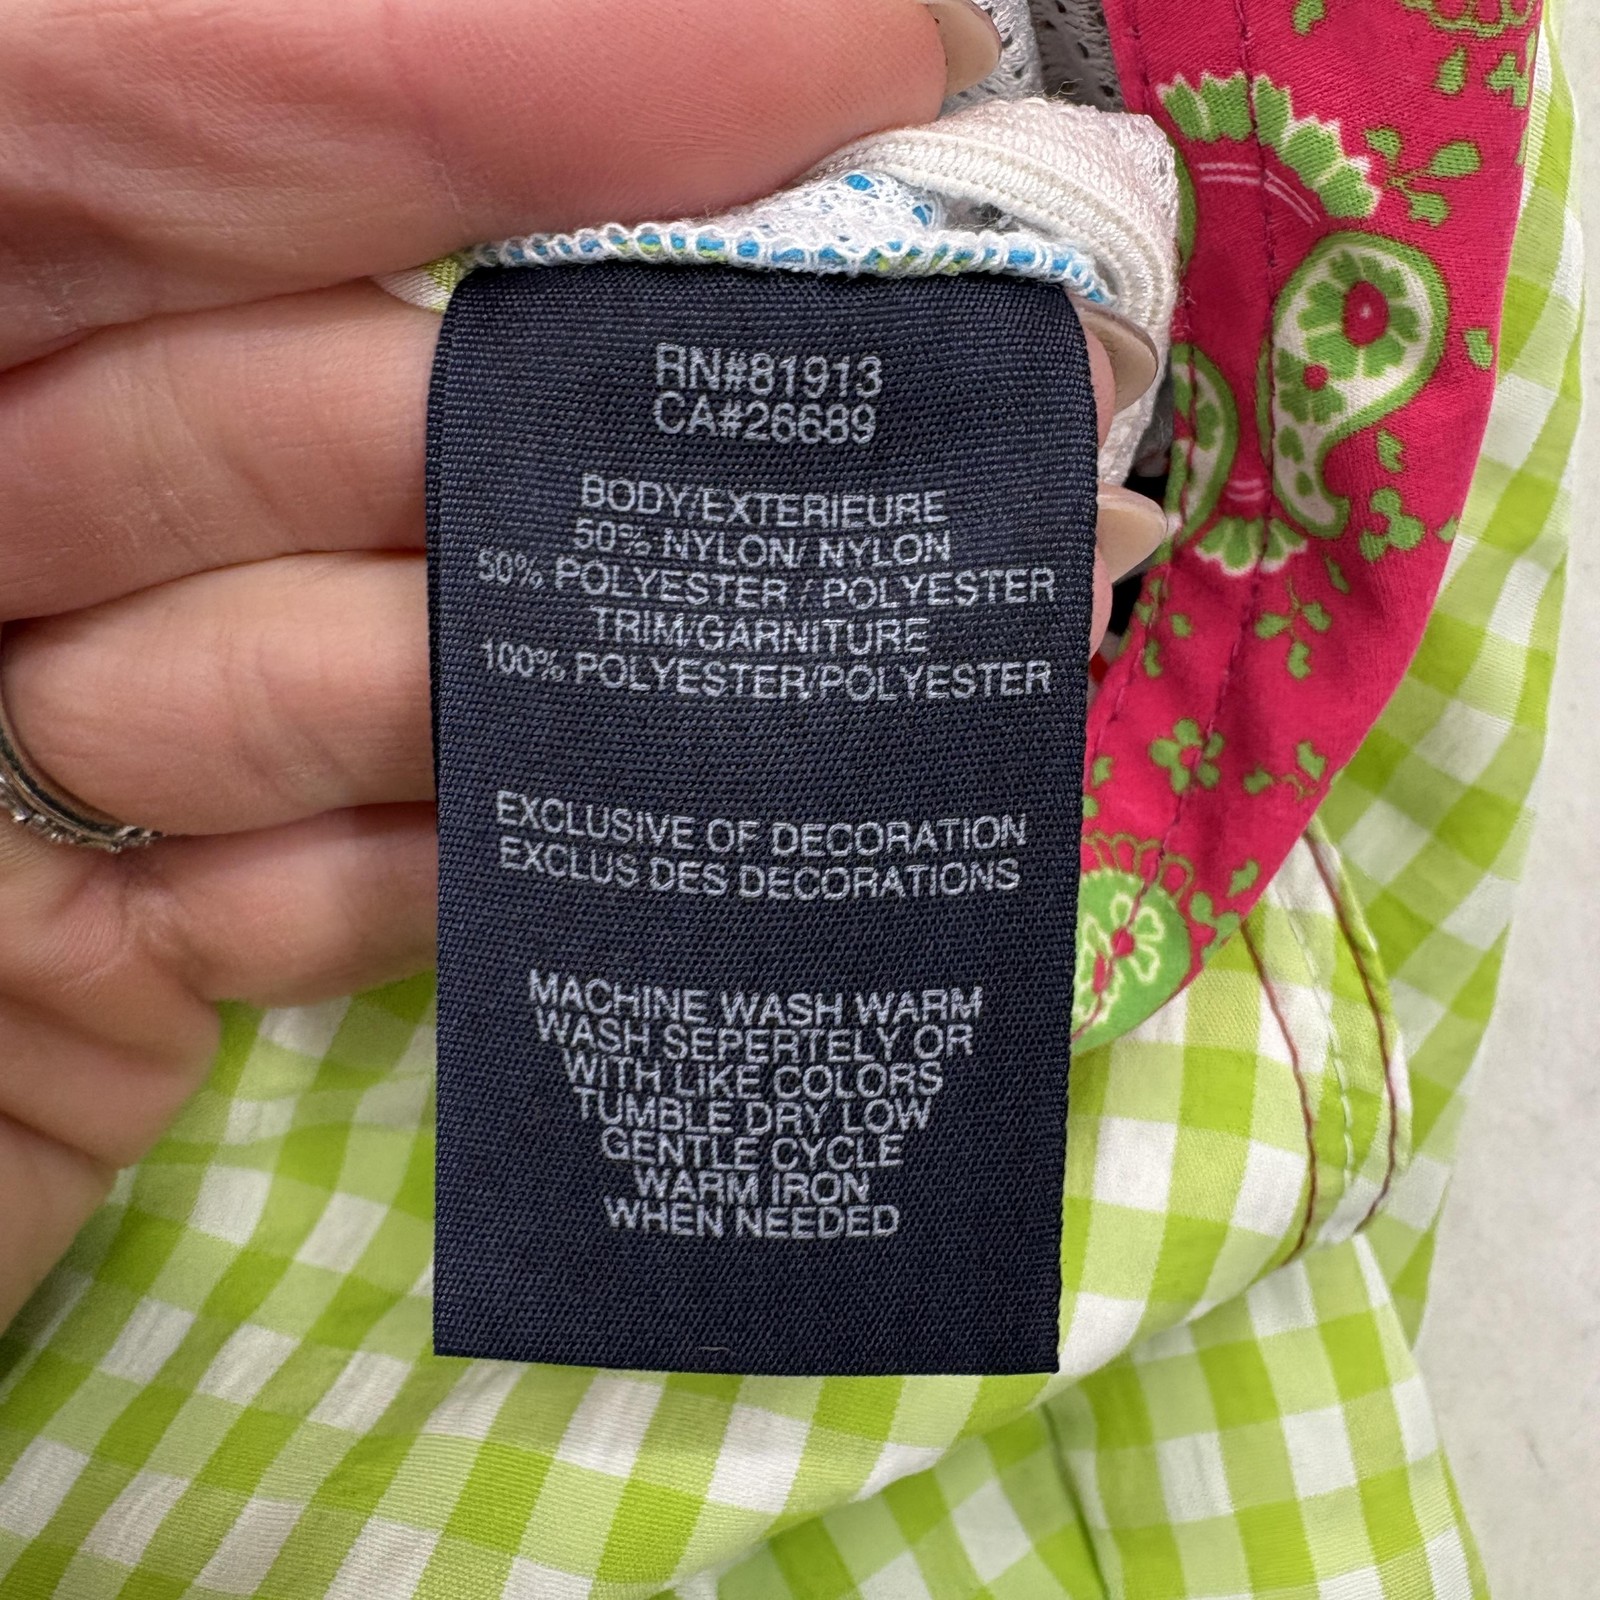 RN#81913
CA#26689
BODY/EXTERIEURE
50% NYLON/ NYLON
50% POLYESTER / POLYESTER
TRIM/GARNITURE
100% POLYESTER/POLYESTER
EXCLUSIVE OF DECORATION
EXCLUS DES DECORATIONS
MACHINE WASH WARM
WASH SEPERTELY OR
WITH LIKE COLORS
TUMBLE DRY LOW
GENTLE CYCLE
WARM IRON
WHEN NEEDED